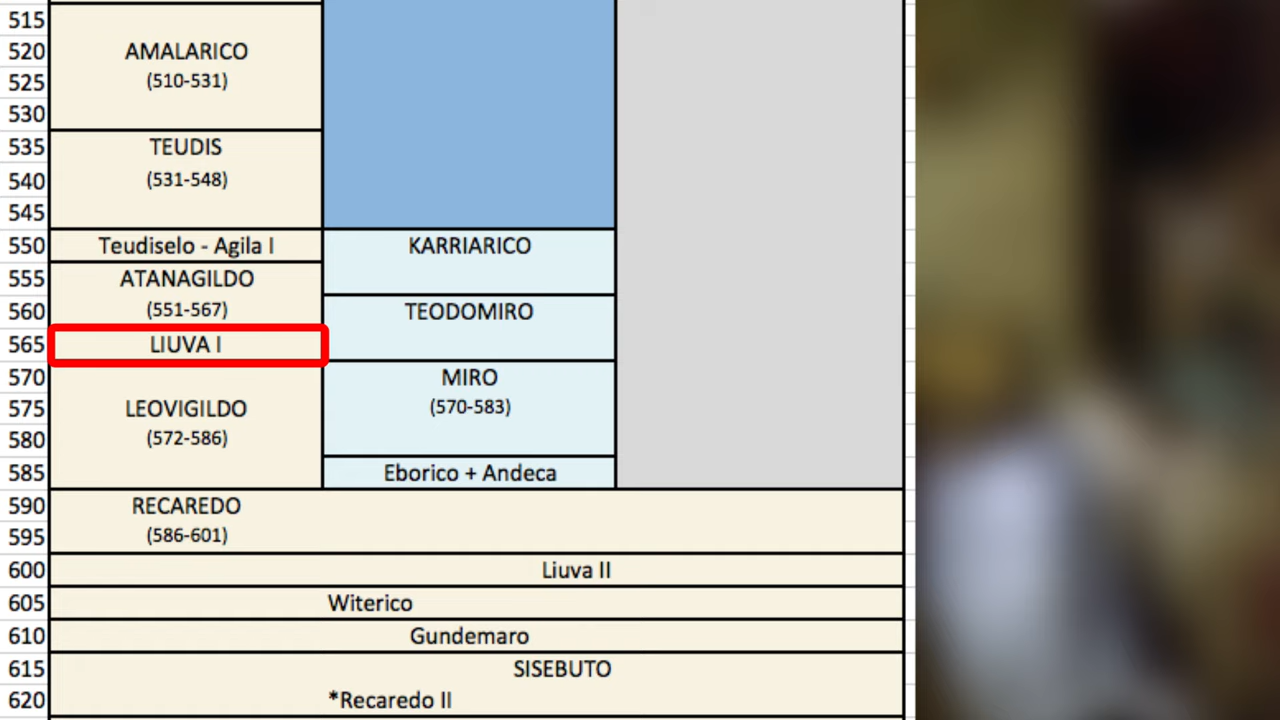 515
520 AMALARICO
525 (510-531)
530
535 TEUDIS
540 (531-548)
545
550 Teudiselo - Agila I KARRIARICO
555 ATANAGILDO
560 (551-567) TEODOMIRO
565 LIUVA I
570 MIRO
575 LEOVIGILDO (570-583)
580 (572-586)
585 Eborico + Andeca
590 RECAREDO
595 (586-601)
600 Liuva II
605 Witerico
610 Gundemaro
615 SISEBUTO
620 *Recaredo II